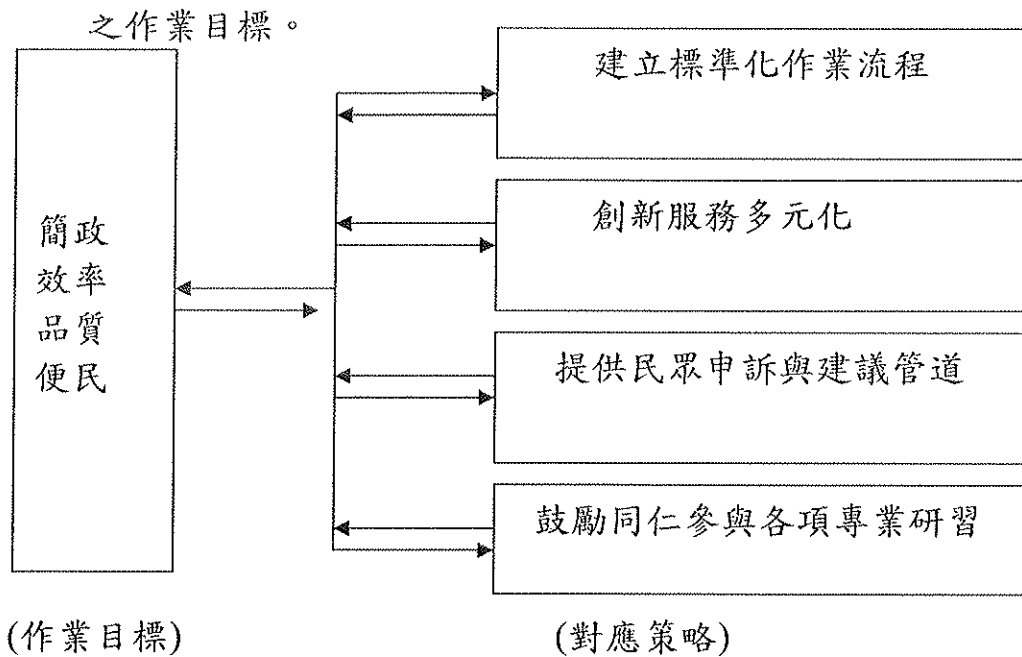 之作業目標。
建立標準化作業流程
創新服務多元化
簡政
效率
品質
便民
提供民眾申訴與建議管道
鼓勵同仁參與各項專業研習
(作業目標)
(對應策略)